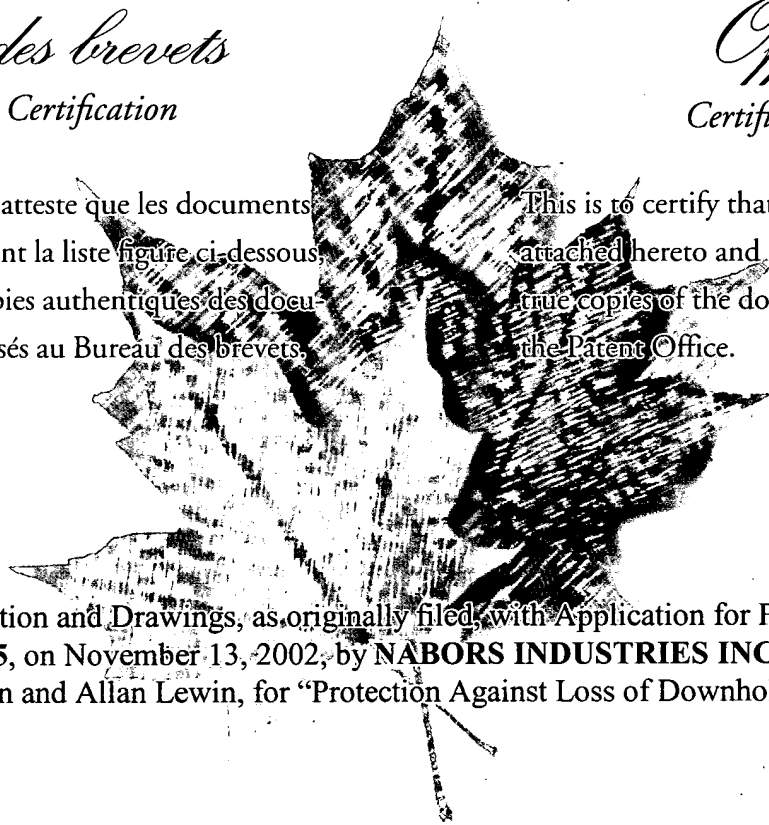 des brevets
Certification
Certifi
atteste que les documents
nt la liste figure ci-dessous,
pies authentiques des docu-
sés au Bureau des brevets.
This is to certify that
attached hereto and
true copies of the do
the Patent Office.
tion and Drawings, as originally filed, with Application for P
5, on November 13, 2002, by NABORS INDUSTRIES INC
n and Allan Lewin, for “Protection Against Loss of Downho